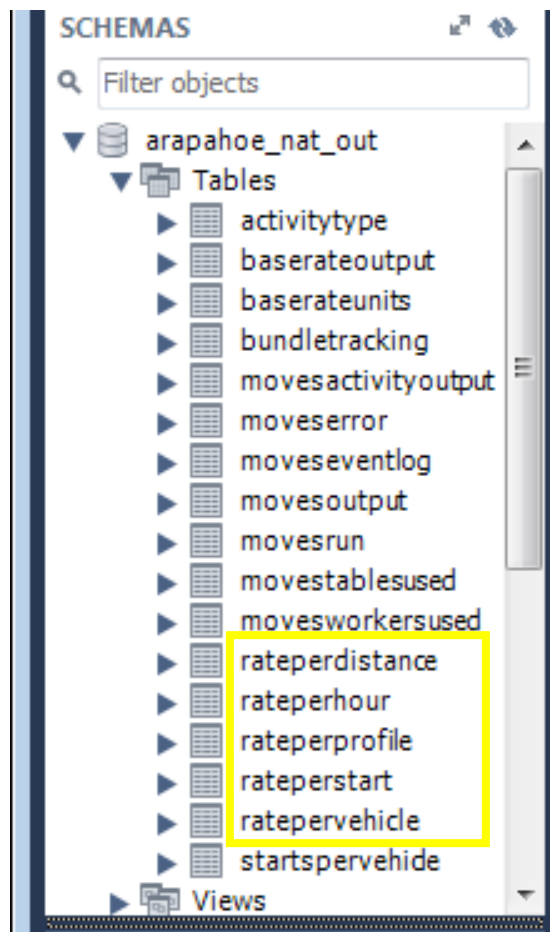 SCHEMAS
Filter objects
arapahoe_nat_out
Tables
activitytype
baserateoutput
baserateunits
bundletracking
movesactivityoutput
moveserror
moveseventlog
movesoutput
movesrun
movestablesused
movesworkersused
rateperdistance
rateperhour
rateperprofile
rateperstart
ratepervehicle
startspervehicle
Views